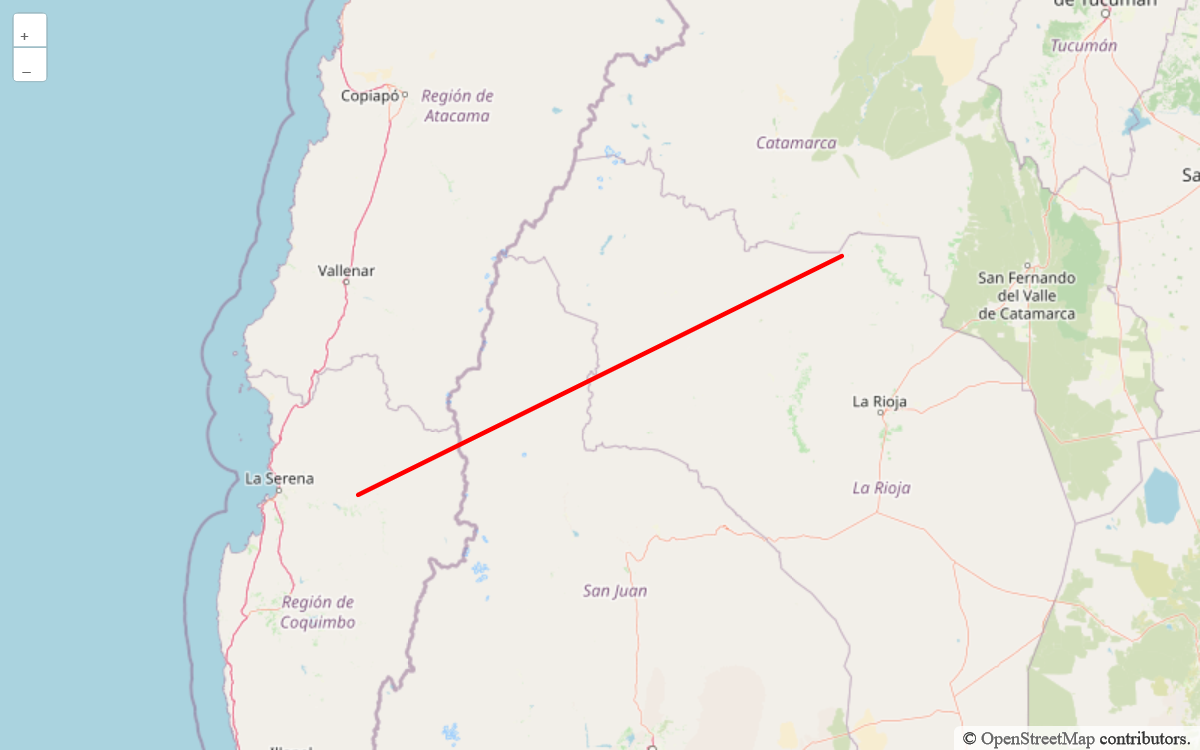 +
–
de Tucumán
Tucumán
Copiapó
Región de
Atacama
Catamarca
Vallenar
San Fernando
del Valle
de Catamarca
La Rioja
La Serena
La Rioja
San Juan
Región de
Coquimbo
© OpenStreetMap contributors.